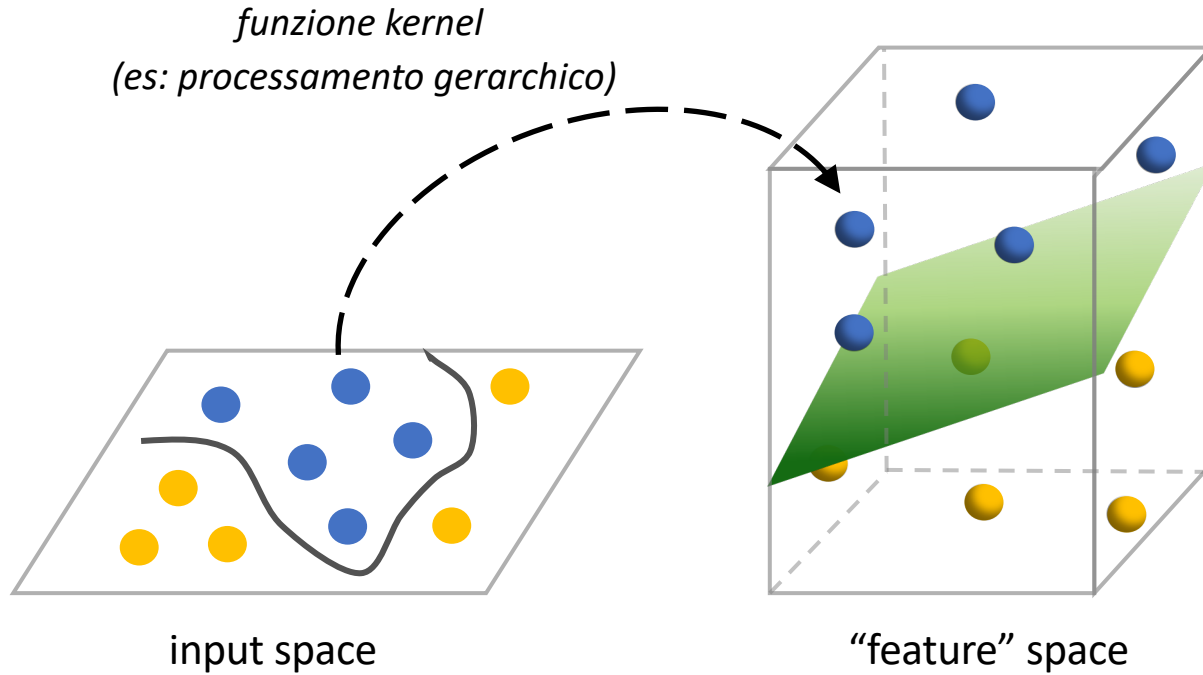 funzione kernel
(es: processamento gerarchico)
input space
“feature” space